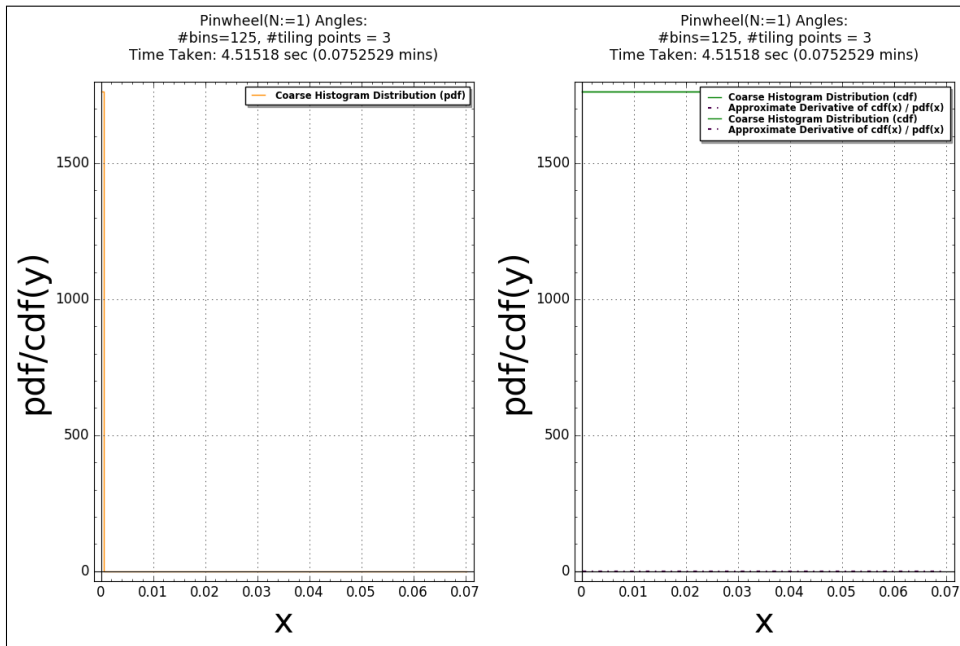 Pinwheel(N:=1) Angles:
#bins=125, #tiling points = 3
Time Taken: 4.51518 sec (0.0752529 mins)
Coarse Histogram Distribution (pdf)
pdf/cdf(y)
1500
1000
500
0
0 0.01 0.02 0.03 0.04 0.05 0.06 0.07
x
Pinwheel(N:=1) Angles:
#bins=125, #tiling points = 3
Time Taken: 4.51518 sec (0.0752529 mins)
Coarse Histogram Distribution (cdf)
Approximate Derivative of cdf(x) / pdf(x)
Coarse Histogram Distribution (cdf)
Approximate Derivative of cdf(x) / pdf(x)
pdf/cdf(y)
1500
1000
500
0
0 0.01 0.02 0.03 0.04 0.05 0.06 0.07
x